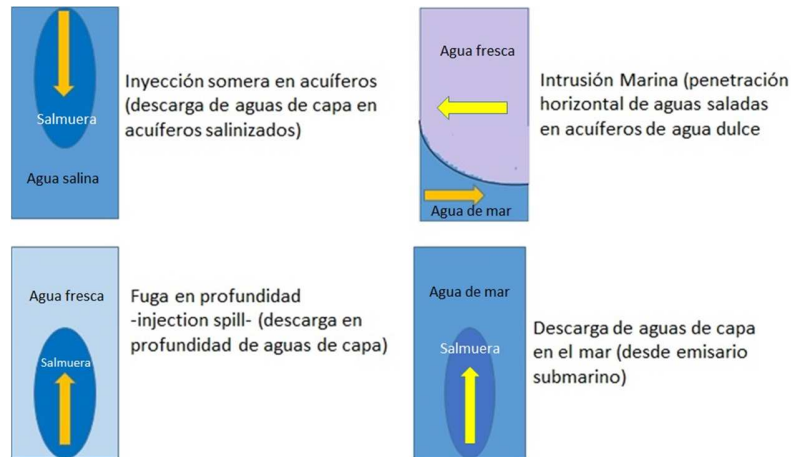 Salmuera
Agua salina
Inyección somera en acuíferos
(descarga de aguas de capa en
acuíferos salinizados)
Agua fresca
Agua de mar
Intrusión Marina (penetración
horizontal de aguas saladas
en acuíferos de agua dulce
Agua fresca
Salmuera
Fuga en profundidad
-injection spill- (descarga en
profundidad de aguas de capa)
Agua de mar
Salmuera
Descarga de aguas de capa
en el mar (desde emisario
submarino)